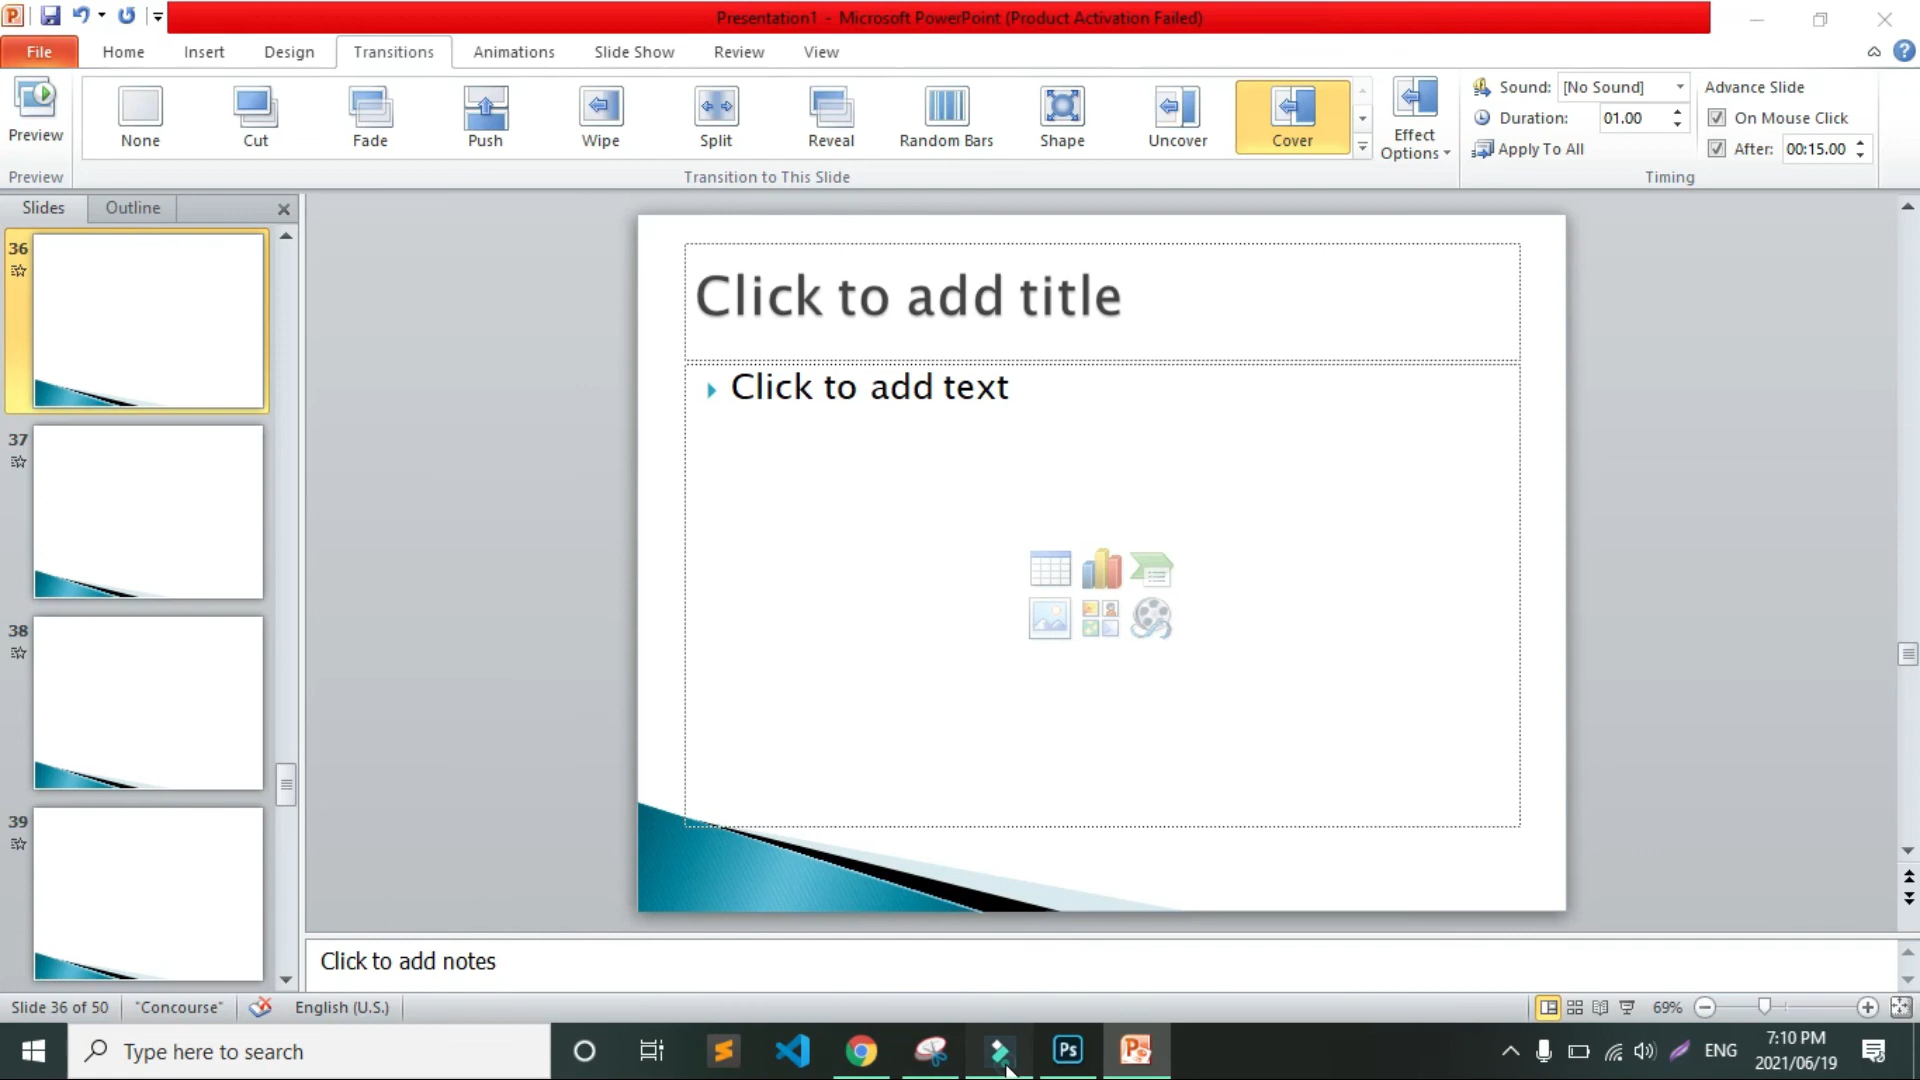 Presentation1 - Microsoft PowerPoint (Product Activation Failed)
File Home Insert Design Transitions Animations Slide Show Review View
Preview
None
Cut
Fade
Push
Wipe
Split
Reveal
Random Bars
Shape
Uncover
Cover
Effect
Options
Sound: [No Sound]
Duration: 01.00
Apply To All
Advance Slide
On Mouse Click
After: 00:15.00
Preview
Transition to This Slide
Timing
Slides Outline
36
37
38
39
Click to add title
Click to add text
Click to add notes
Slide 36 of 50 "Concourse" English (U.S.) 69%
Type here to search
Ps
ENG
7:10 PM
2021/06/19